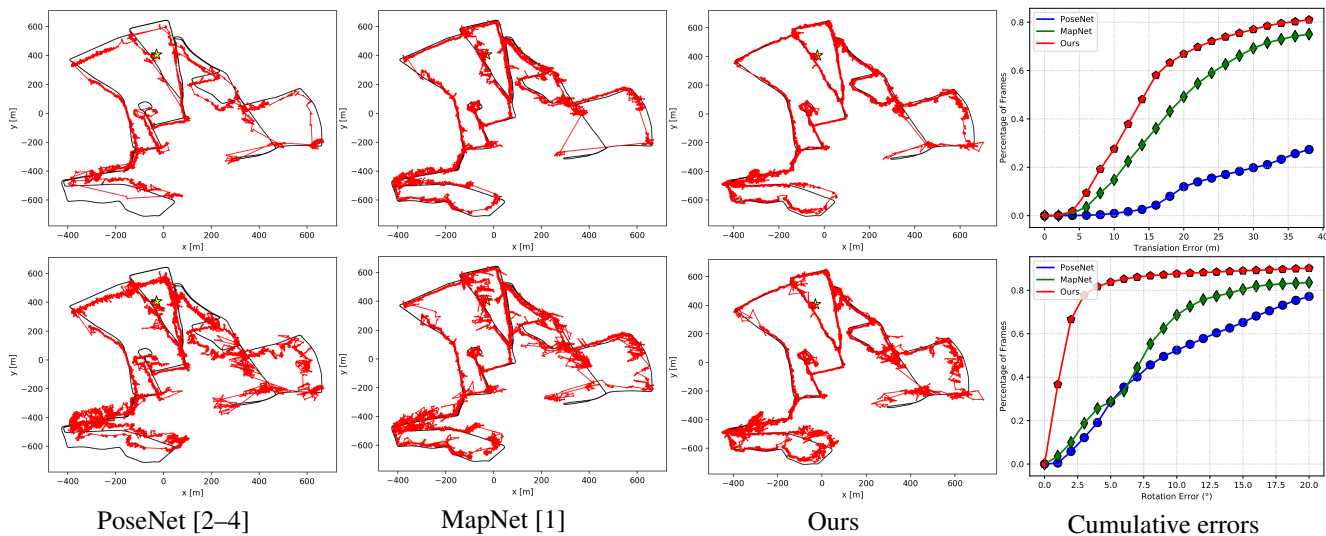 600
400
200
0
−200
−400
−600
y [m]
−400 −200 0 200 400 600
x [m]
600
400
200
0
−200
−400
−600
y [m]
−400 −200 0 200 400 600
x [m]
600
400
200
0
−200
−400
−600
y [m]
−400 −200 0 200 400 600
x [m]
PoseNet
MapNet
Ours
0.8
0.6
0.4
0.2
0.0
Percentage of Frames
0 5 10 15 20 25 30 35 40
Translation Error (m)
600
400
200
0
−200
−400
−600
y [m]
−400 −200 0 200 400 600
x [m]
600
400
200
0
−200
−400
−600
y [m]
−400 −200 0 200 400 600
x [m]
600
400
200
0
−200
−400
−600
y [m]
−400 −200 0 200 400 600
x [m]
PoseNet
MapNet
Ours
0.8
0.6
0.4
0.2
0.0
Percentage of Frames
0.0 2.5 5.0 7.5 10.0 12.5 15.0 17.5 20.0
Rotation Error (°)
PoseNet [2–4] MapNet [1] Ours Cumulative errors